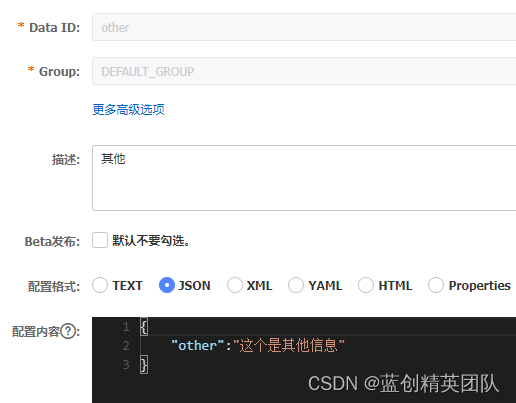 * Data ID: other
* Group: DEFAULT_GROUP
更多高级选项
描述: 其他
Beta发布: 默认不要勾选。
配置格式: TEXT JSON XML YAML HTML Properties
配置内容?: 1 {
2 "other":"这个是其他信息"
3 }
CSDN @蓝创精英团队